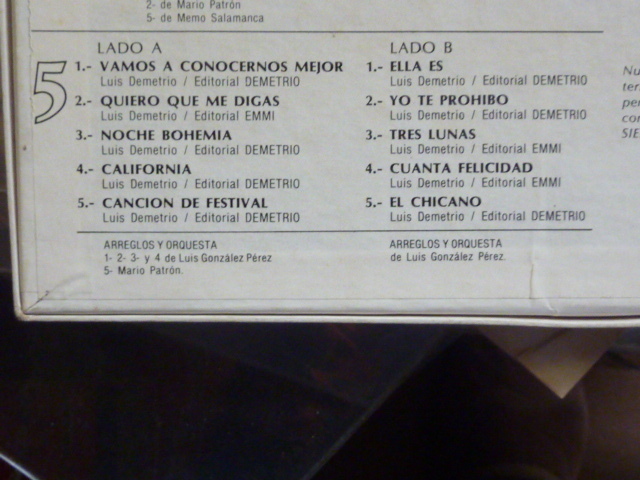 2- de Mario Patrón
5- de Memo Salamanca
5
LADO A
1.- VAMOS A CONOCERNOS MEJOR
Luis Demetrio / Editorial DEMETRIO
2.- QUIERO QUE ME DIGAS
Luis Demetrio / Editorial EMMI
3.- NOCHE BOHEMIA
Luis Demetrio / Editorial DEMETRIO
4.- CALIFORNIA
Luis Demetrio / Editorial DEMETRIO
5.- CANCION DE FESTIVAL
Luis Demetrio / Editorial DEMETRIO
ARREGLOS Y ORQUESTA
1- 2- 3- y 4 de Luis González Pérez
5- Mario Patrón.
LADO B
1.- ELLA ES
Luis Demetrio / Editorial DEMETRIO
2.- YO TE PROHIBO
Luis Demetrio / Editorial DEMETRIO
3.- TRES LUNAS
Luis Demetrio / Editorial EMMI
4.- CUANTA FELICIDAD
Luis Demetrio / Editorial EMMI
5.- EL CHICANO
Luis Demetrio / Editorial DEMETRIO
ARREGLOS Y ORQUESTA
de Luis González Pérez.